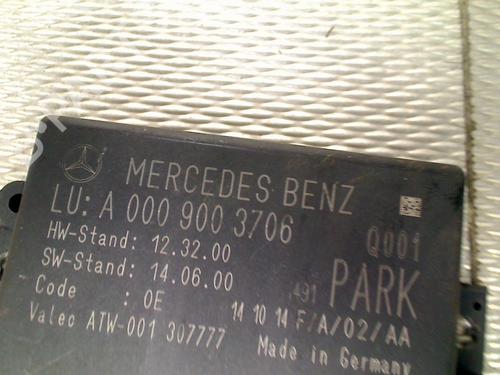 MERCEDES BENZ
LU: A 000 900 3706
HW-Stand: 12.32.00 Q001
SW-Stand: 14.06.00 PARK
Code : 0E 14 10 14 F/A/02/AA
Valeo ATW-001 307777 Made in Germany